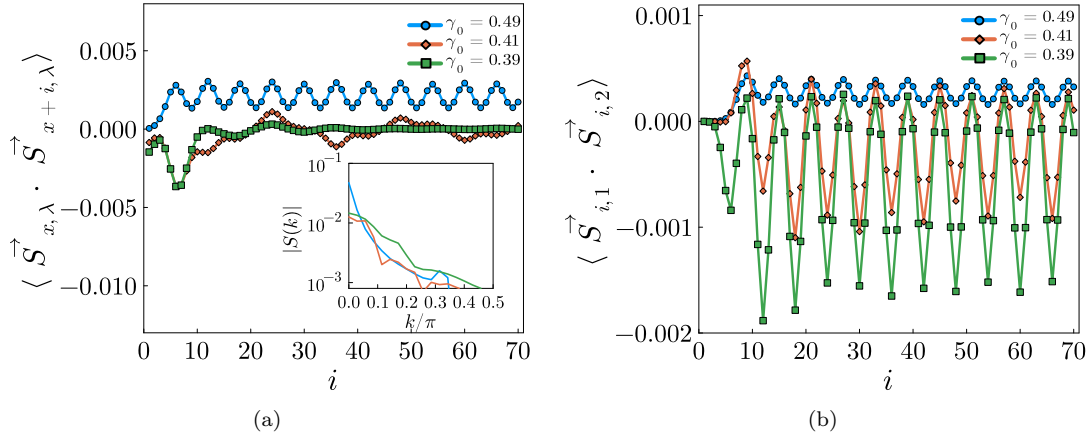 ⟨ S⃗ x, λ · S⃗ x + i, λ ⟩
0.005
0.000
−0.005
−0.010
γ0 = 0.49
γ0 = 0.41
γ0 = 0.39
|S(k)|
10−1
10−2
10−3
0.0 0.1 0.2 0.3 0.4 0.5
k/π
0 10 20 30 40 50 60 70
i
(a)
⟨ S⃗ i, 1 · S⃗ i, 2 ⟩
0.001
0.000
−0.001
−0.002
γ0 = 0.49
γ0 = 0.41
γ0 = 0.39
0 10 20 30 40 50 60 70
i
(b)